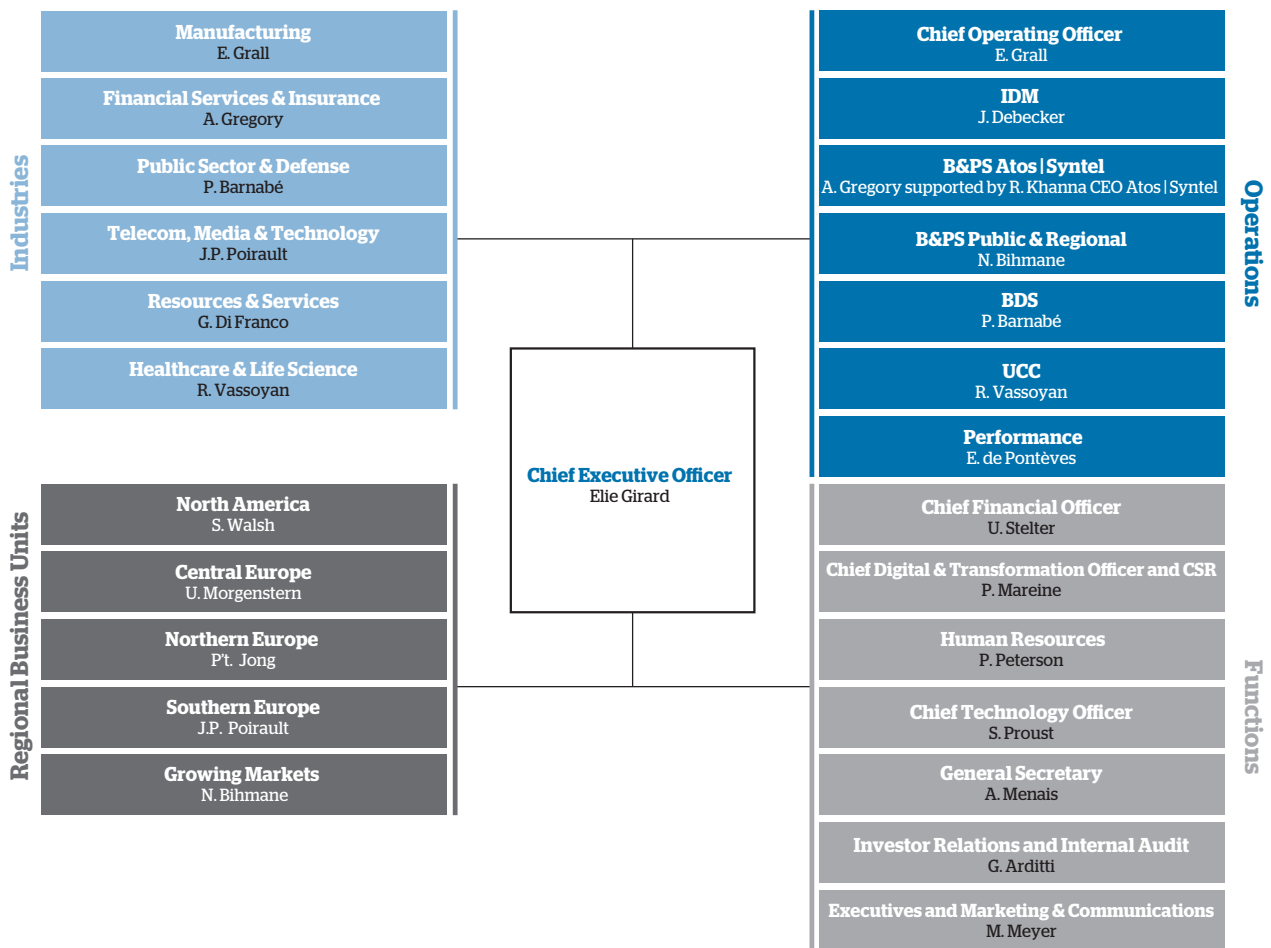 Industries
Manufacturing
E. Grall
Financial Services & Insurance
A. Gregory
Public Sector & Defense
P. Barnabé
Telecom, Media & Technology
J.P. Poirault
Resources & Services
G. Di Franco
Healthcare & Life Science
R. Vassoyan
Regional Business Units
North America
S. Walsh
Central Europe
U. Morgenstern
Northern Europe
P't. Jong
Southern Europe
J.P. Poirault
Growing Markets
N. Bihmane
Chief Executive Officer
Elie Girard
Operations
Chief Operating Officer
E. Grall
IDM
J. Debecker
B&PS Atos|Syntel
A. Gregory supported by R. Khanna CEO Atos|Syntel
B&PS Public & Regional
N. Bihmane
BDS
P. Barnabé
UCC
R. Vassoyan
Performance
E. de Pontèves
Functions
Chief Financial Officer
U. Stelter
Chief Digital & Transformation Officer and CSR
P. Mareine
Human Resources
P. Peterson
Chief Technology Officer
S. Proust
General Secretary
A. Menais
Investor Relations and Internal Audit
G. Arditti
Executives and Marketing & Communications
M. Meyer